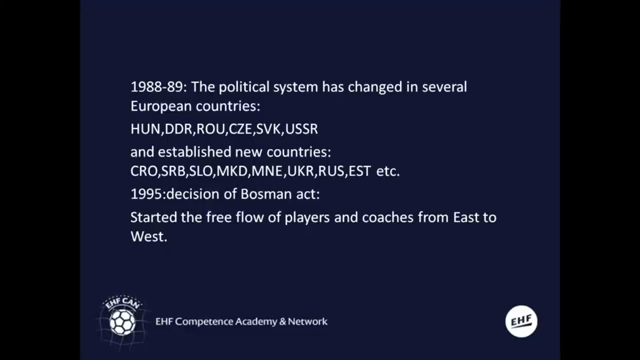 1988-89: The political system has changed in several
European countries:
HUN,DDR,ROU,CZE,SVK,USSR
and established new countries:
CRO,SRB,SLO,MKD,MNE,UKR,RUS,EST etc.
1995:decision of Bosman act:
Started the free flow of players and coaches from East to
West.
EHF CAN
EHF Competence Academy & Network
EHF